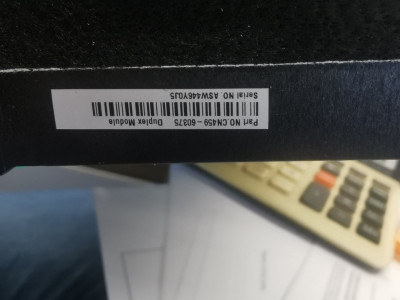 Part NO.CN459-60375 Duplex Module
Serial NO. ASW446Y0J5